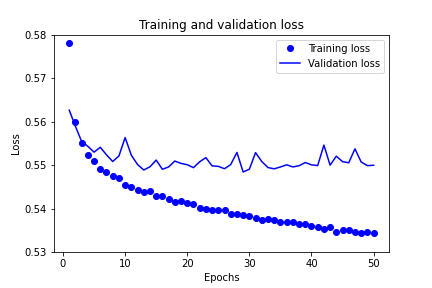 Training and validation loss
Training loss
Validation loss
0.58
0.57
0.56
0.55
0.54
0.53
Loss
0 10 20 30 40 50
Epochs